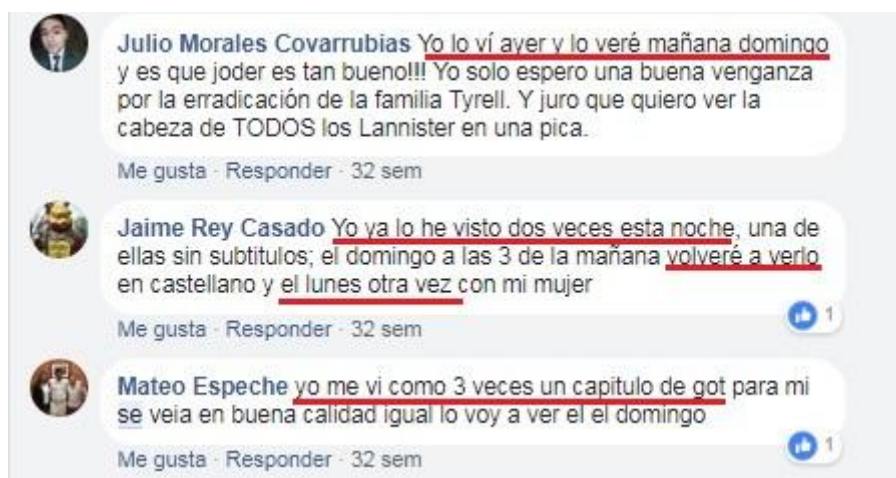 Julio Morales Covarrubias Yo lo ví ayer y lo veré mañana domingo
y es que joder es tan bueno!!! Yo solo espero una buena venganza
por la erradicación de la familia Tyrell. Y juro que quiero ver la
cabeza de TODOS los Lannister en una pica.
Me gusta · Responder · 32 sem
Jaime Rey Casado Yo ya lo he visto dos veces esta noche, una de
ellas sin subtitulos; el domingo a las 3 de la mañana volveré a verlo
en castellano y el lunes otra vez con mi mujer
1
Me gusta · Responder · 32 sem
Mateo Espeche yo me vi como 3 veces un capitulo de got para mi
se veia en buena calidad igual lo voy a ver el el domingo
1
Me gusta · Responder · 32 sem